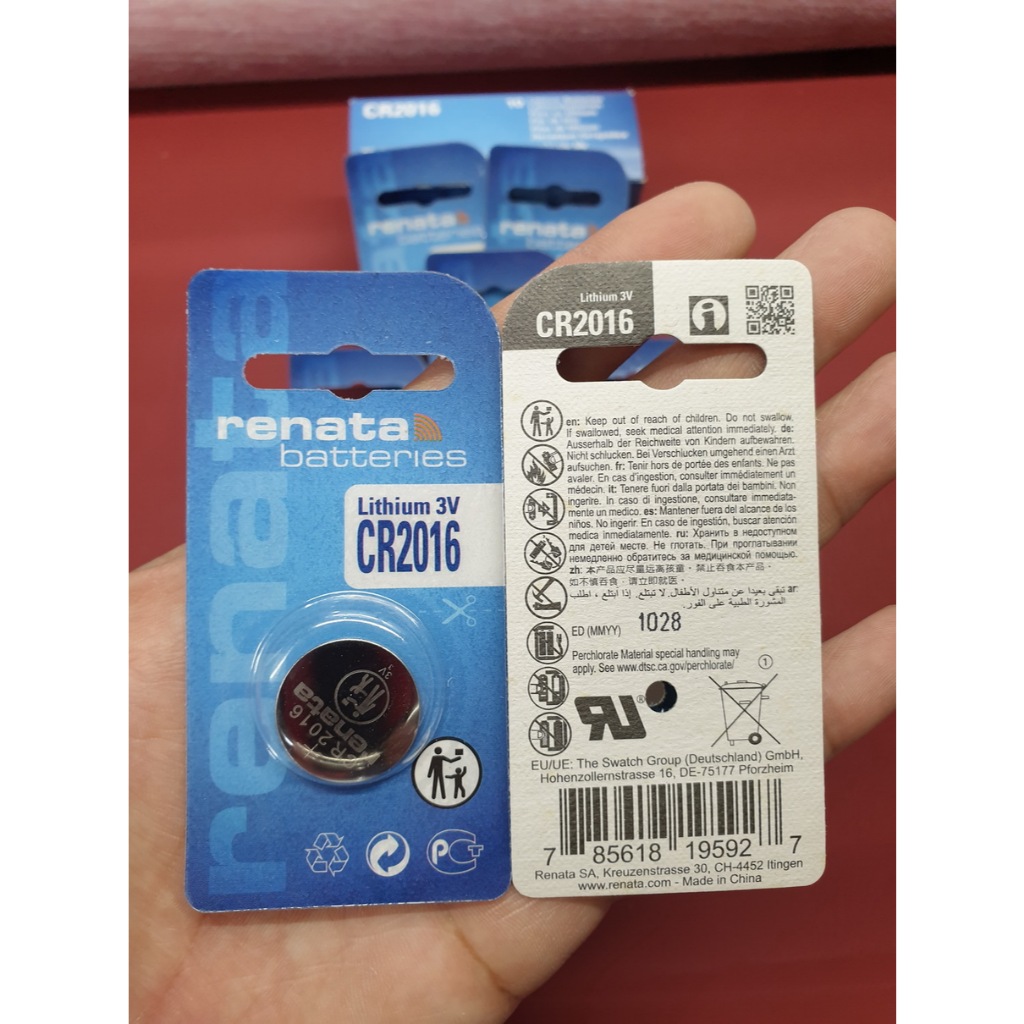 CR2016
renata
batteries
renata
batteries
renata
renata
batteries
Lithium 3V
CR2016
3V
renata
CR2016
Lithium 3V
CR2016
en: Keep out of reach of children. Do not swallow.
If swallowed, seek medical attention immediately. de:
Ausserhalb der Reichweite von Kindern aufbewahren.
Nicht schlucken. Bei Verschlucken umgehend einen Arzt
aufsuchen. fr: Tenir hors de portée des enfants. Ne pas
avaler. En cas d'ingestion, consulter immédiatement un
médecin. it: Tenere fuori dalla portata dei bambini. Non
ingerire. In caso di ingestione, consultare immediata-
mente un medico. es: Mantener fuera del alcance de los
niños. No ingerir. En caso de ingestión, buscar atención
medica inmediatamente. ru: Хранить в недоступном
для детей месте. Не глотать. При проглатывании
немедленно обратитесь за медицинской помощью.
zh: 本产品应尽量远离孩童，禁止吞食本产品，
如不慎吞食，请立即就医。
ar: تبقى بعيدا عن متناول الأطفال. لا تبتلع. إذا ابتلع ، اطلب
المشورة الطبية على الفور.
ED (MMYY) 1028
Perchlorate Material special handling may
apply. See www.dtsc.ca.gov/perchlorate/
1
EU/UE: The Swatch Group (Deutschland) GmbH,
Hohenzollernstrasse 16, DE-75177 Pforzheim
7 85618 19592 7
Renata SA, Kreuzenstrasse 30, CH-4452 Itingen
www.renata.com - Made in China